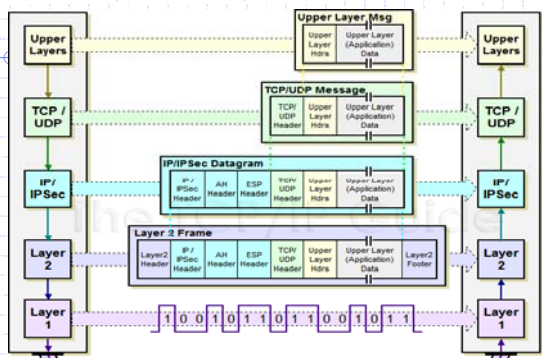 Upper Layer Msg
Upper
Layers
Upper
Layer
Hdrs
Upper Layer
(Application)
Data
Upper
Layers
TCP/UDP Message
TCP /
UDP
TCP/
UDP
Header
Upper
Layer
Hdrs
Upper Layer
(Application)
Data
TCP /
UDP
IP/IPSec Datagram
IP/
IPSec
IP /
IPSec
Header
AH
Header
ESP
Header
TCP/
UDP
Header
Upper
Layer
Hdrs
Upper Layer
(Application)
Data
IP/
IPSec
The TCP/IP Guide
Layer 2 Frame
Layer
2
Layer2
Header
IP /
IPSec
Header
AH
Header
ESP
Header
TCP/
UDP
Header
Upper
Layer
Hdrs
Upper Layer
(Application)
Data
Layer2
Footer
Layer
2
Layer
1
1 0 0 1 0 1 1 0 0 1 0 1 1
Layer
1